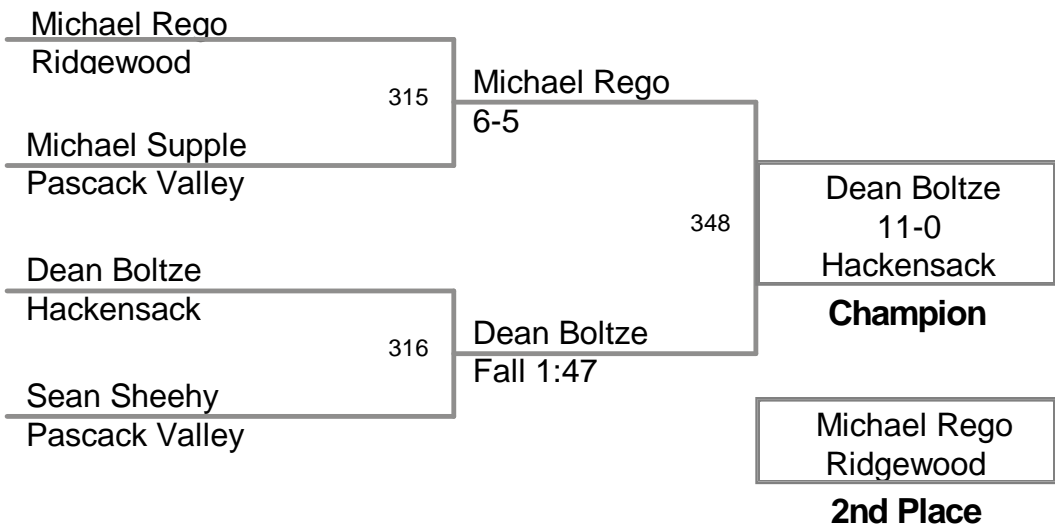 Michael Rego
Ridgewood
315
Michael Rego
6-5
Michael Supple
Pascack Valley
348
Dean Boltze
11-0
Hackensack
Champion
Dean Boltze
Hackensack
316
Dean Boltze
Fall 1:47
Sean Sheehy
Pascack Valley
Michael Rego
Ridgewood
2nd Place